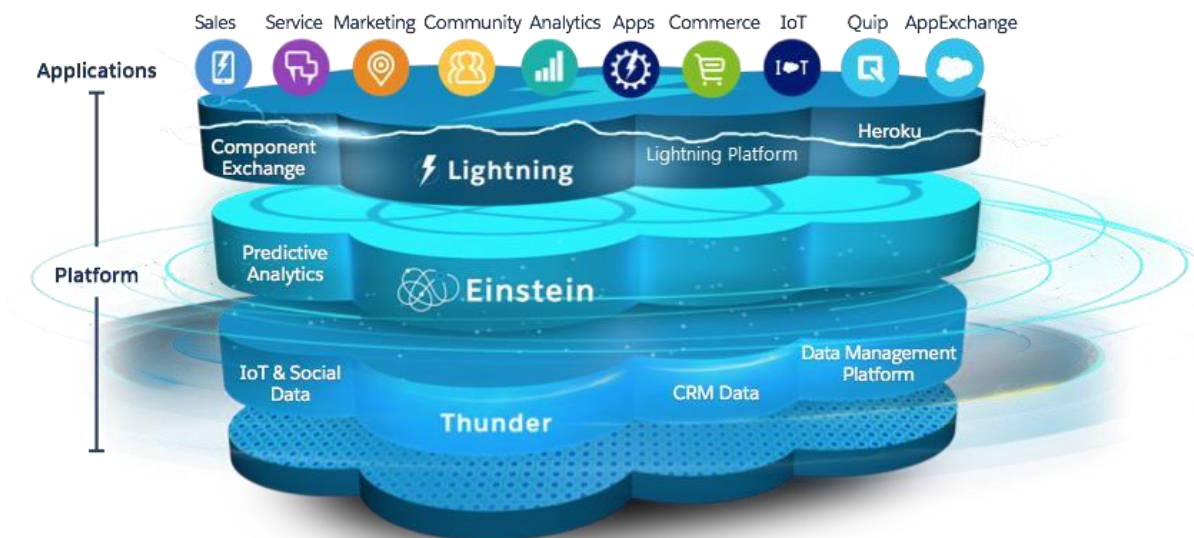 Sales Service Marketing Community Analytics Apps Commerce IoT Quip AppExchange
IoT
Applications
Component
Exchange
Lightning
Lightning Platform
Heroku
Predictive
Analytics
Einstein
Platform
IoT & Social
Data
Thunder
CRM Data
Data Management
Platform